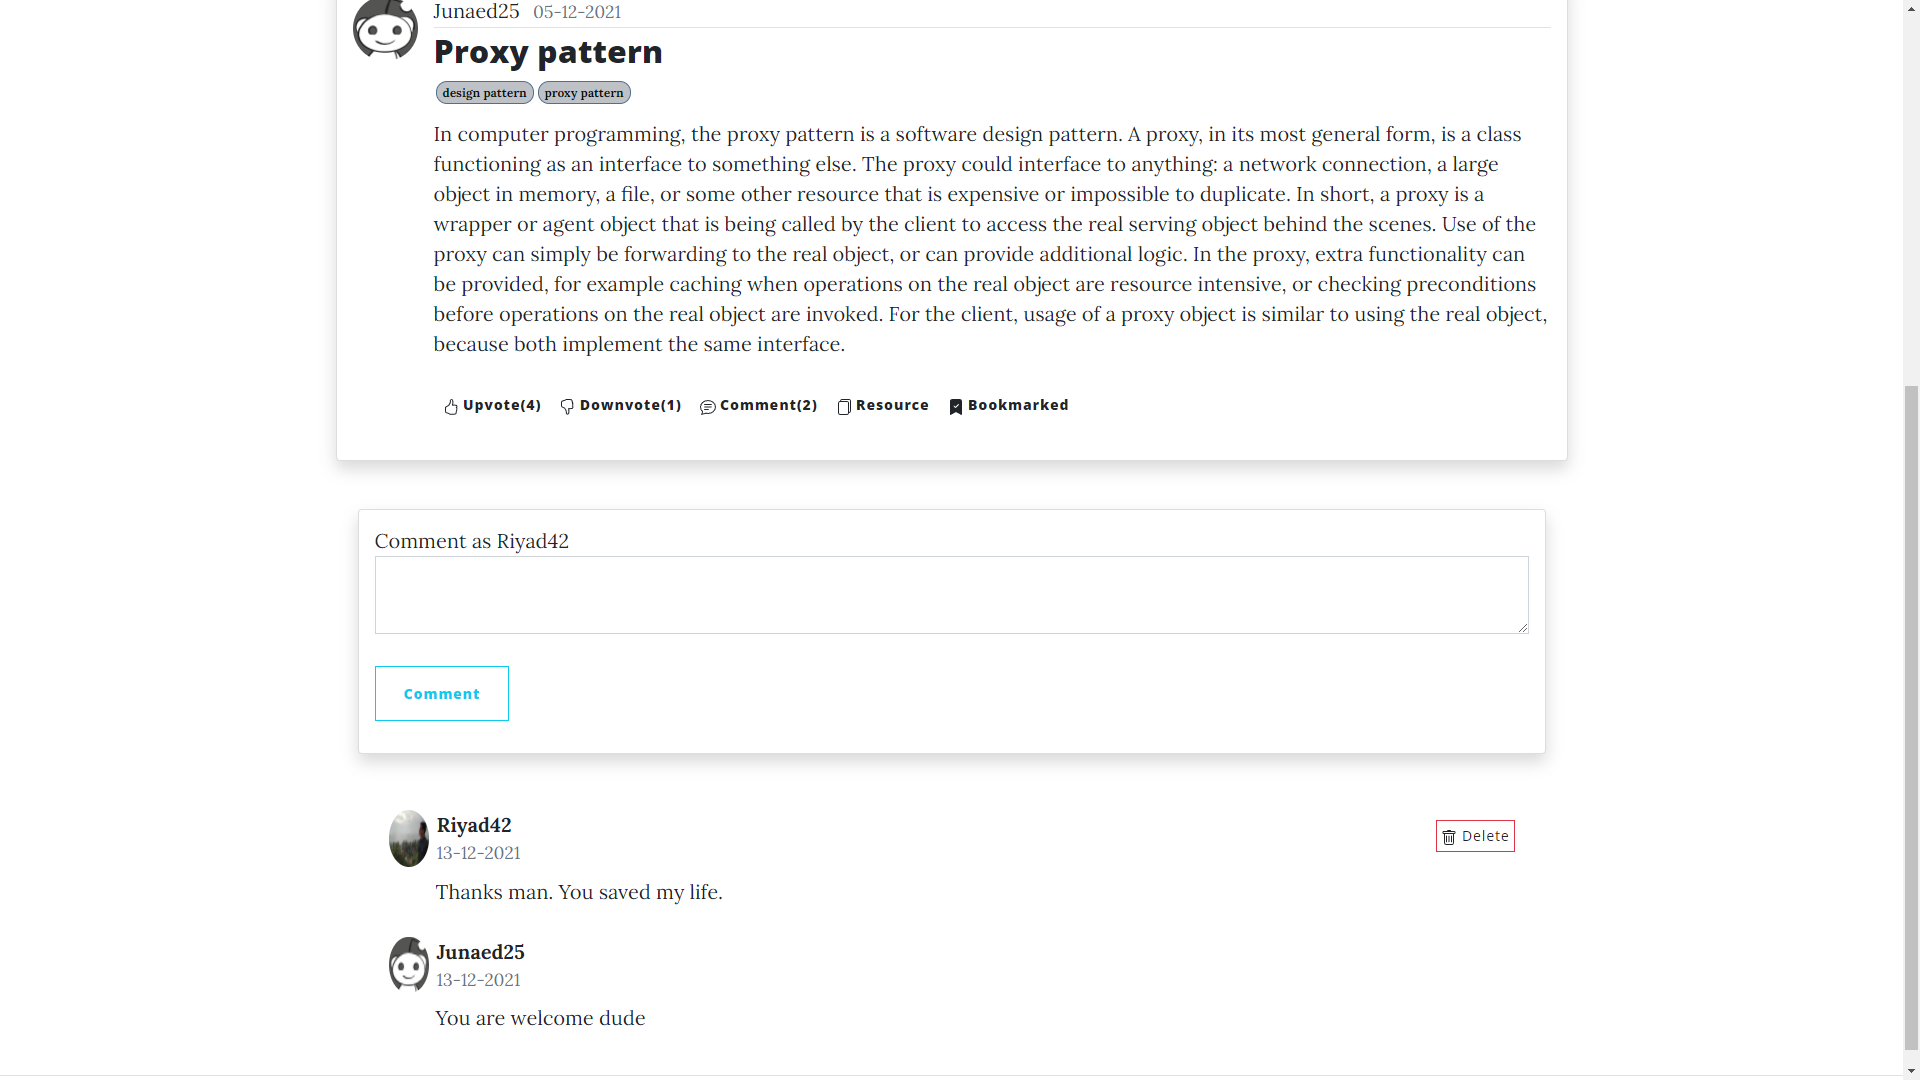 Junaed25 05-12-2021
Proxy pattern
design pattern proxy pattern
In computer programming, the proxy pattern is a software design pattern. A proxy, in its most general form, is a class
functioning as an interface to something else. The proxy could interface to anything: a network connection, a large
object in memory, a file, or some other resource that is expensive or impossible to duplicate. In short, a proxy is a
wrapper or agent object that is being called by the client to access the real serving object behind the scenes. Use of the
proxy can simply be forwarding to the real object, or can provide additional logic. In the proxy, extra functionality can
be provided, for example caching when operations on the real object are resource intensive, or checking preconditions
before operations on the real object are invoked. For the client, usage of a proxy object is similar to using the real object,
because both implement the same interface.
Upvote(4) Downvote(1) Comment(2) Resource Bookmarked
Comment as Riyad42
Comment
Riyad42
Delete
13-12-2021
Thanks man. You saved my life.
Junaed25
13-12-2021
You are welcome dude